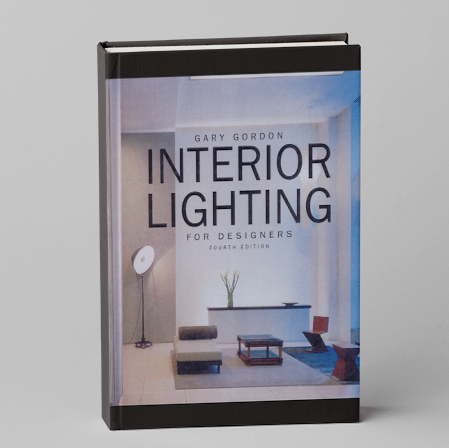 GARY GORDON
INTERIOR
LIGHTING
FOR DESIGNERS
FOURTH EDITION